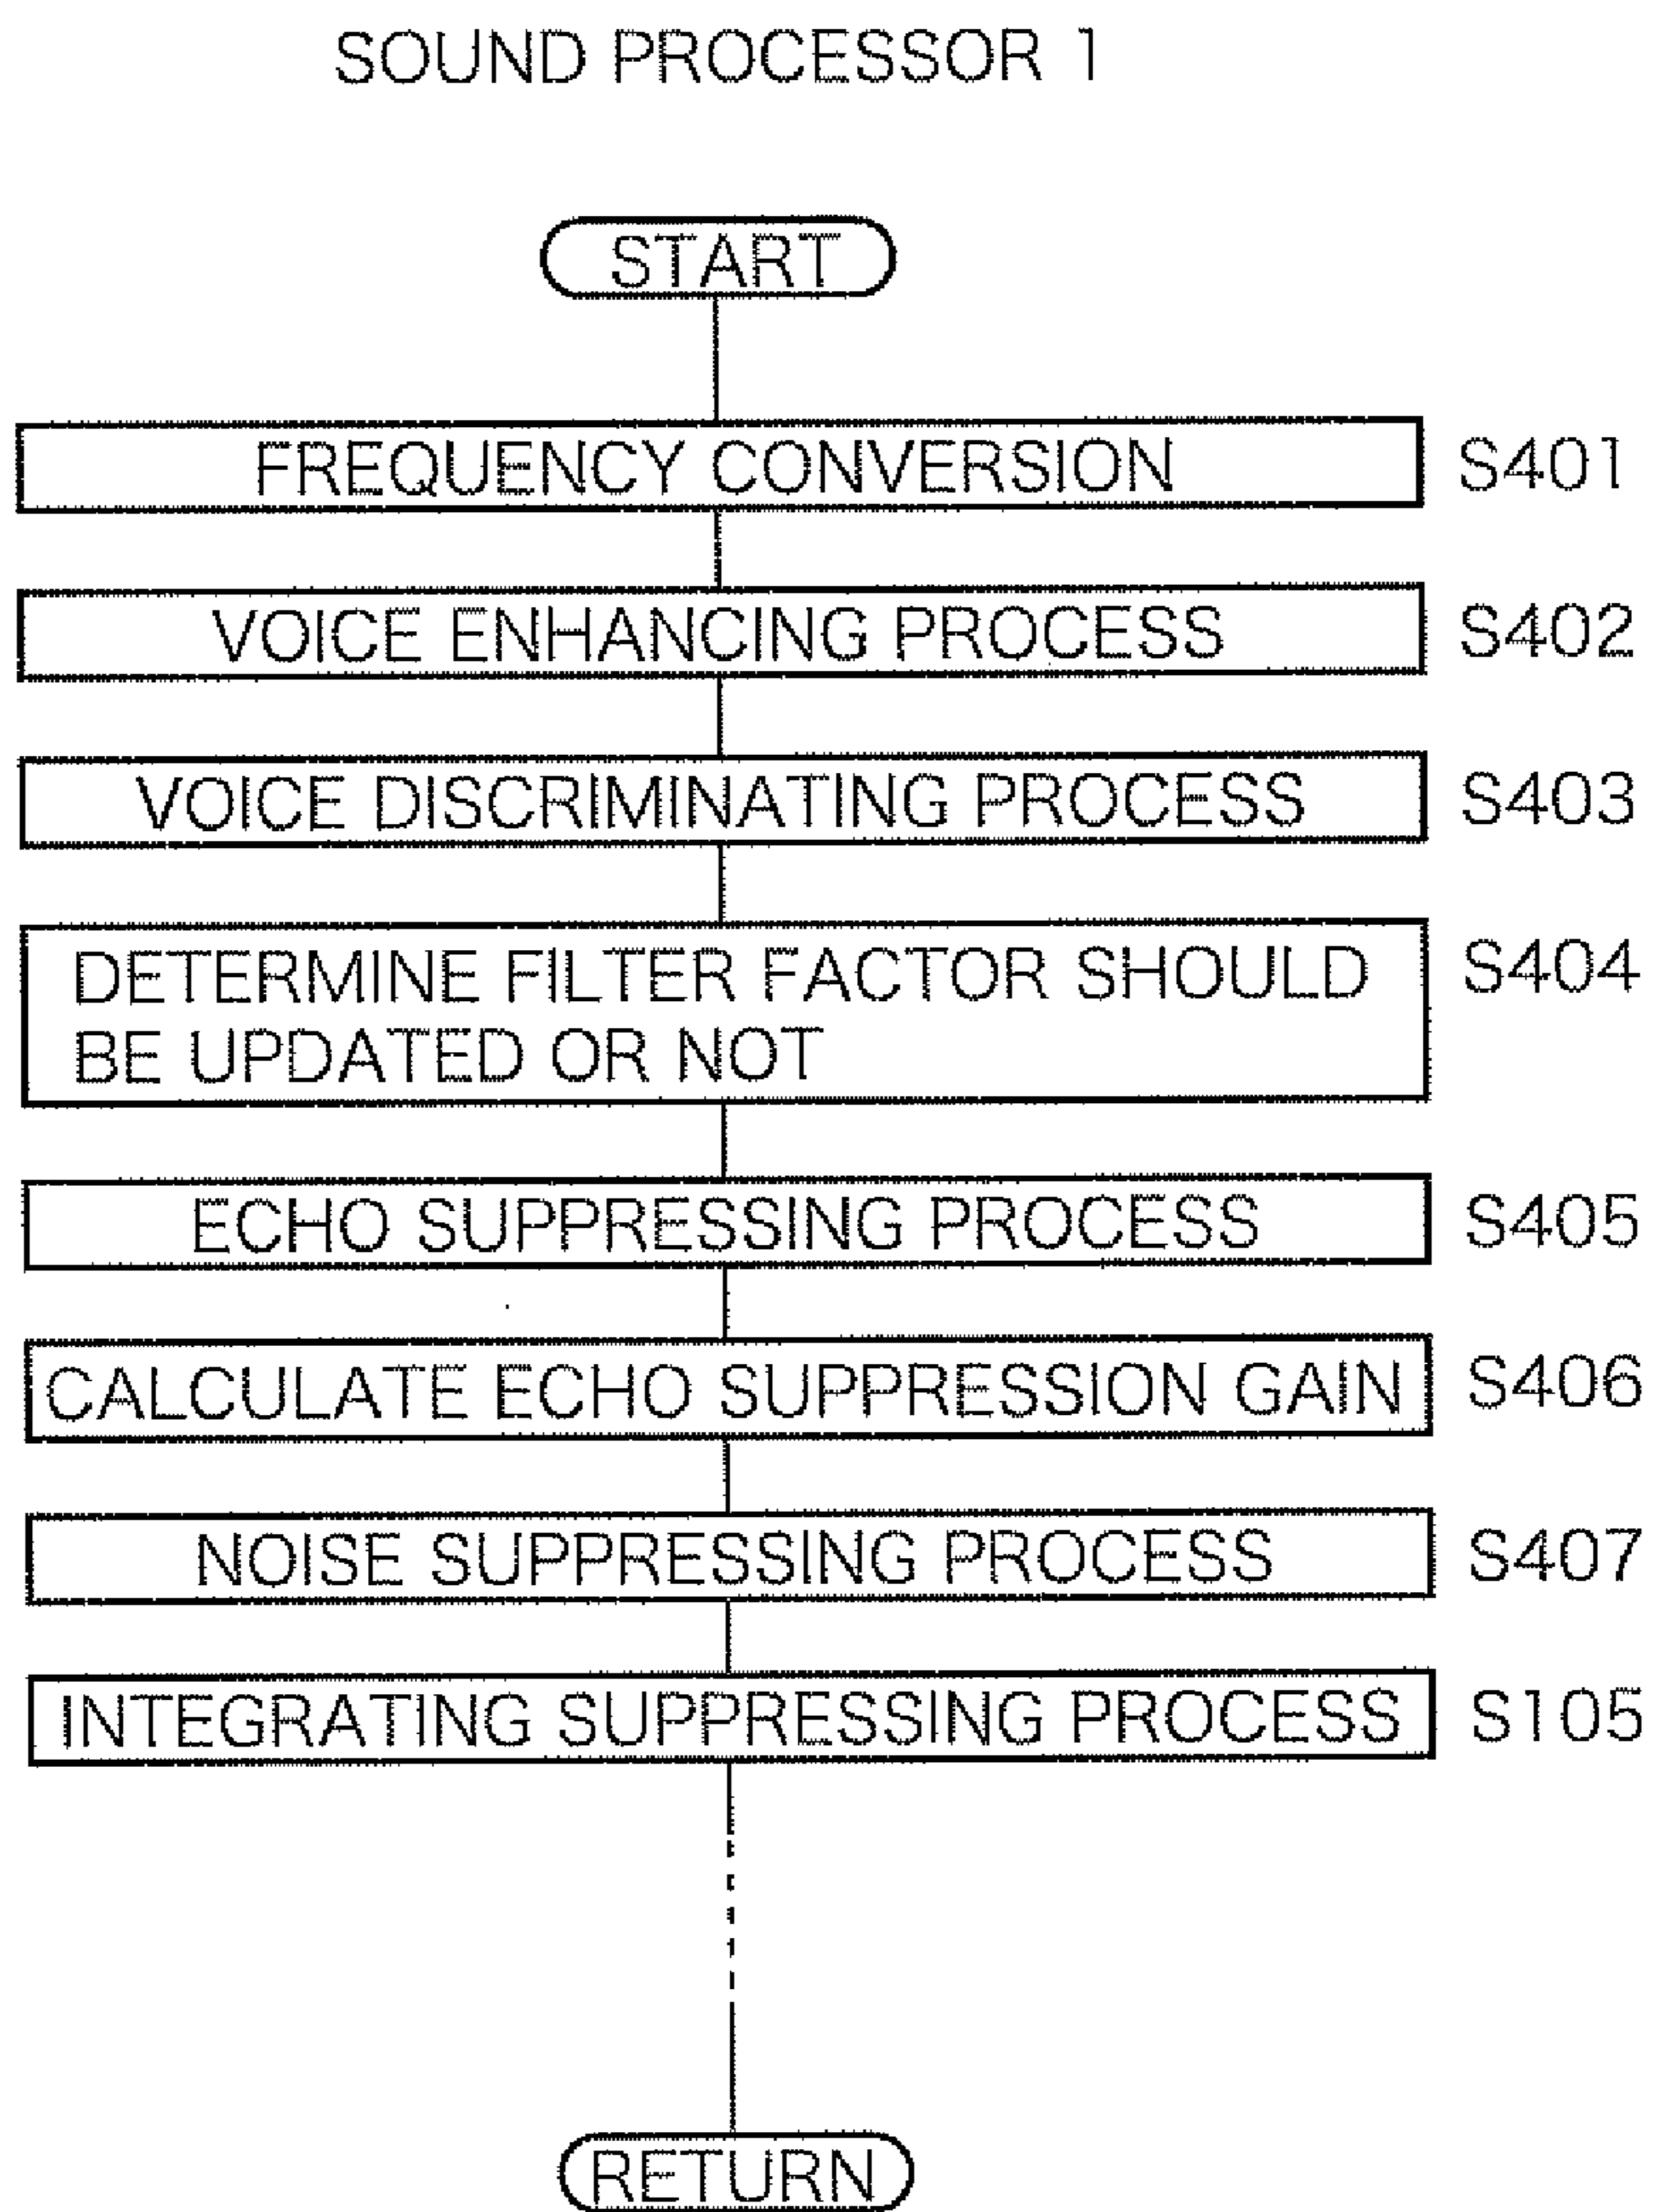 SOUND PROCESSOR 1
START
FREQUENCY CONVERSION S401
VOICE ENHANCING PROCESS S402
VOICE DISCRIMINATING PROCESS S403
DETERMINE FILTER FACTOR SHOULD S404
BE UPDATED OR NOT
ECHO SUPPRESSING PROCESS S405
CALCULATE ECHO SUPPRESSION GAIN S406
NOISE SUPPRESSING PROCESS S407
INTEGRATING SUPPRESSING PROCESS S105
RETURN